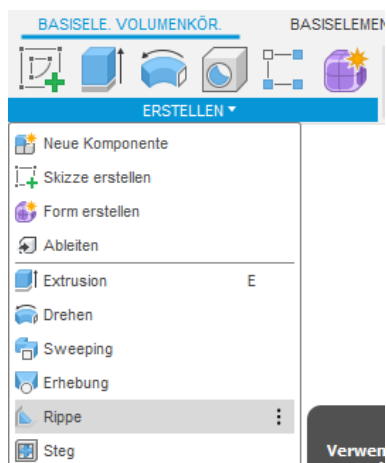 BASISELE. VOLUMENKÖR.
BASISELEMEN
ERSTELLEN
Neue Komponente
Skizze erstellen
Form erstellen
Ableiten
Extrusion E
Drehen
Sweeping
Erhebung
Rippe
Steg
Verwen